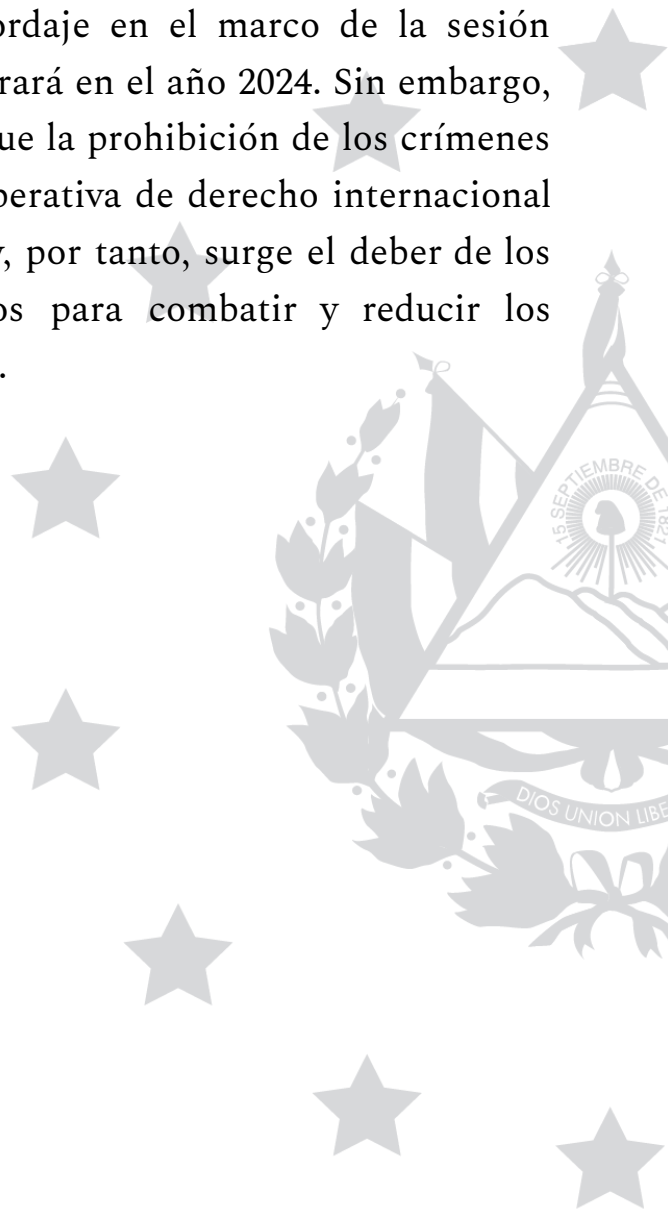 ordaje en el marco de la sesión
rará en el año 2024. Sin embargo,
ue la prohibición de los crímenes
perativa de derecho internacional
, por tanto, surge el deber de los
os para combatir y reducir los
.
15 SEPTIEMBRE DE 1821
DIOS UNION LIBE